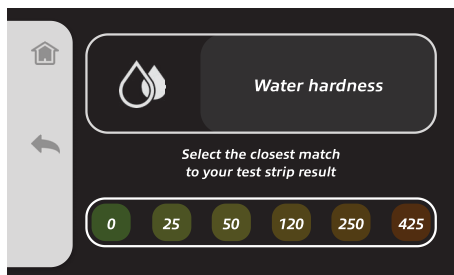 Water hardness
Select the closest match
to your test strip result
0 25 50 120 250 425